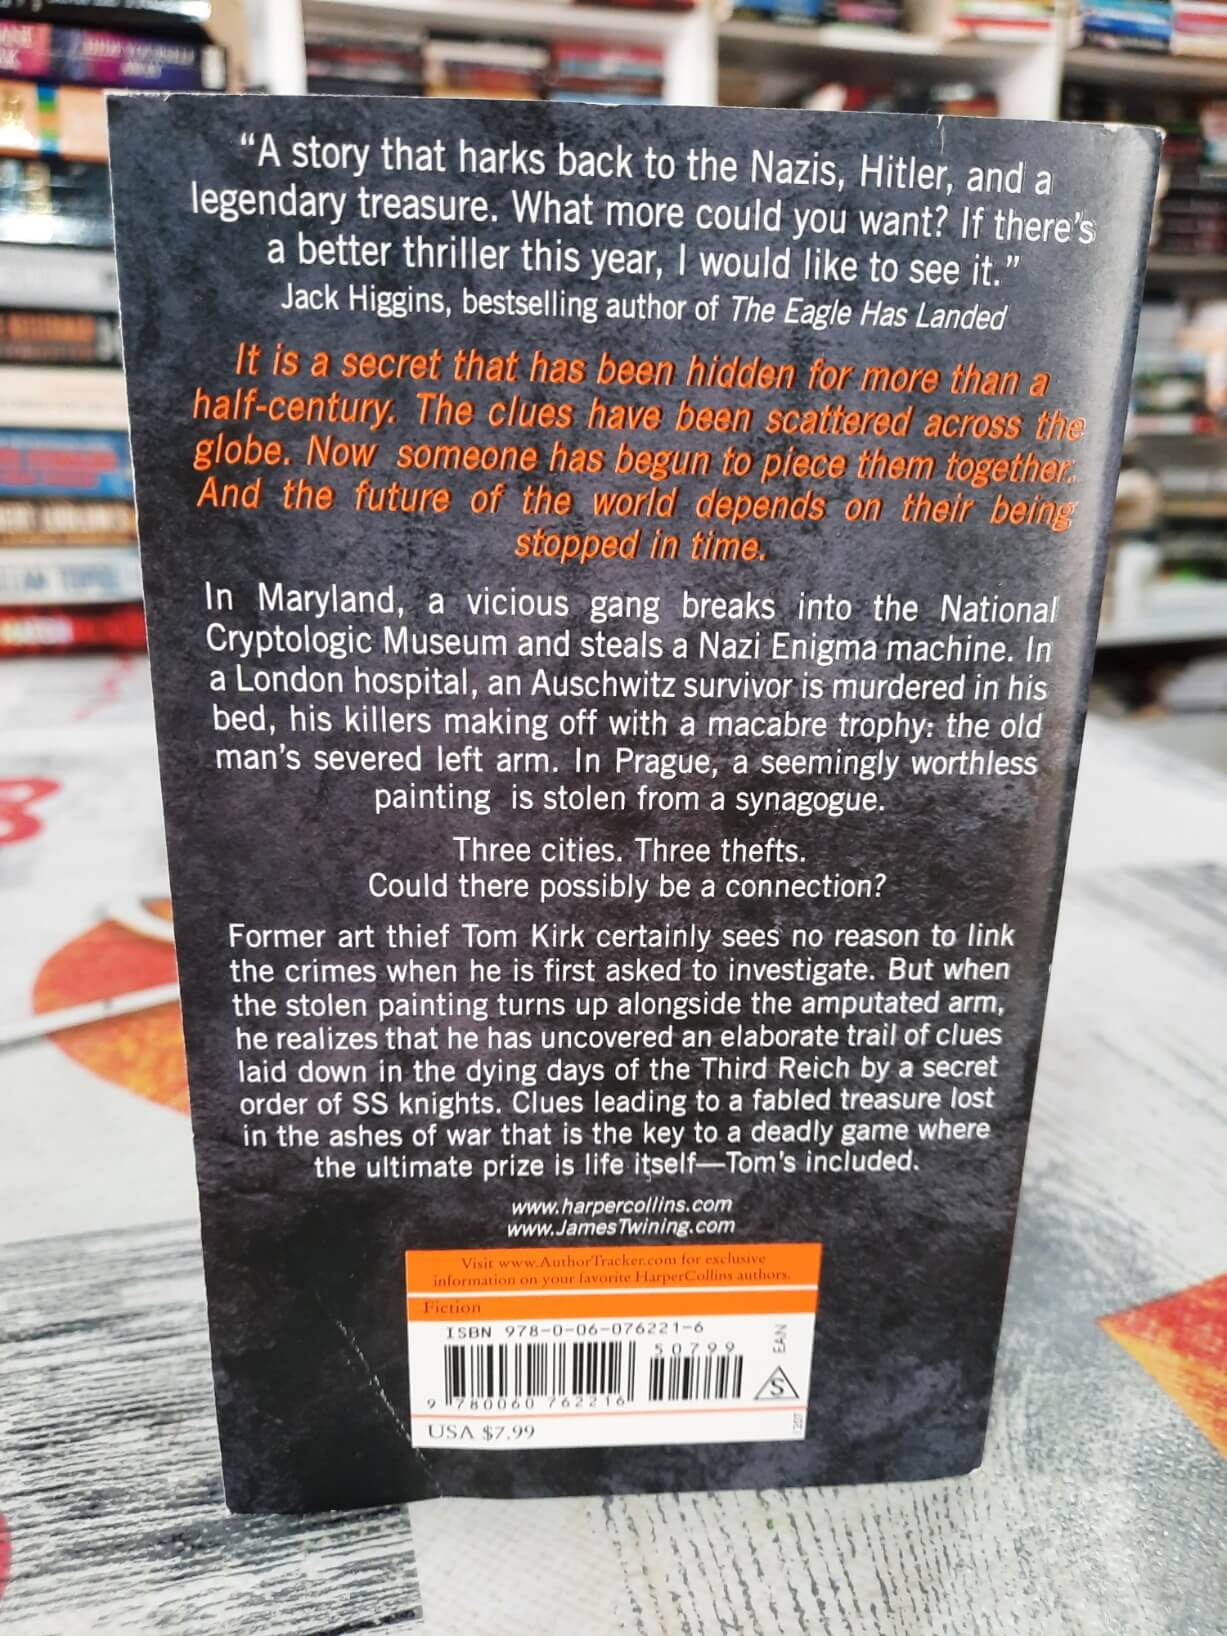 "A story that harks back to the Nazis, Hitler, and a
legendary treasure. What more could you want? If there's
a better thriller this year, I would like to see it."
Jack Higgins, bestselling author of The Eagle Has Landed
It is a secret that has been hidden for more than a
half-century. The clues have been scattered across the
globe. Now someone has begun to piece them together.
And the future of the world depends on their being
stopped in time.
In Maryland, a vicious gang breaks into the National
Cryptologic Museum and steals a Nazi Enigma machine. In
a London hospital, an Auschwitz survivor is murdered in his
bed, his killers making off with a macabre trophy: the old
man's severed left arm. In Prague, a seemingly worthless
painting is stolen from a synagogue.
Three cities. Three thefts.
Could there possibly be a connection?
Former art thief Tom Kirk certainly sees no reason to link
the crimes when he is first asked to investigate. But when
the stolen painting turns up alongside the amputated arm,
he realizes that he has uncovered an elaborate trail of clues
laid down in the dying days of the Third Reich by a secret
order of SS knights. Clues leading to a fabled treasure lost
in the ashes of war that is the key to a deadly game where
the ultimate prize is life itself—Tom's included.
www.harpercollins.com
www.JamesTwining.com
Visit www.AuthorTracker.com for exclusive
information on your favorite HarperCollins authors.
Fiction
ISBN 978-0-06-076221-6
50799
EAN
S
9 780060 762216
USA $7.99
1207